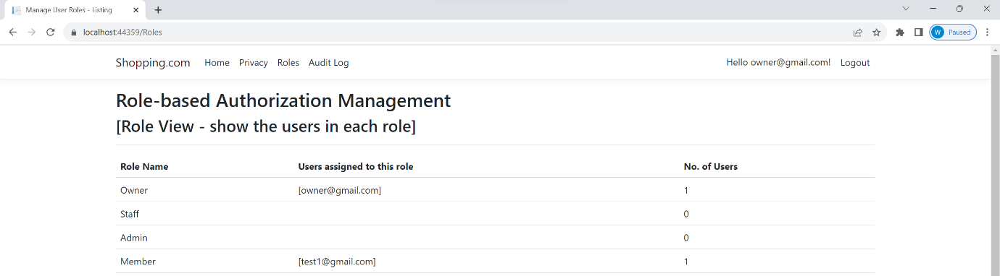 Manage User Roles - Listing
localhost:44359/Roles
W Paused
Shopping.com Home Privacy Roles Audit Log Hello owner@gmail.com! Logout
Role-based Authorization Management
[Role View - show the users in each role]
Role Name Users assigned to this role No. of Users
Owner [owner@gmail.com] 1
Staff 0
Admin 0
Member [test1@gmail.com] 1